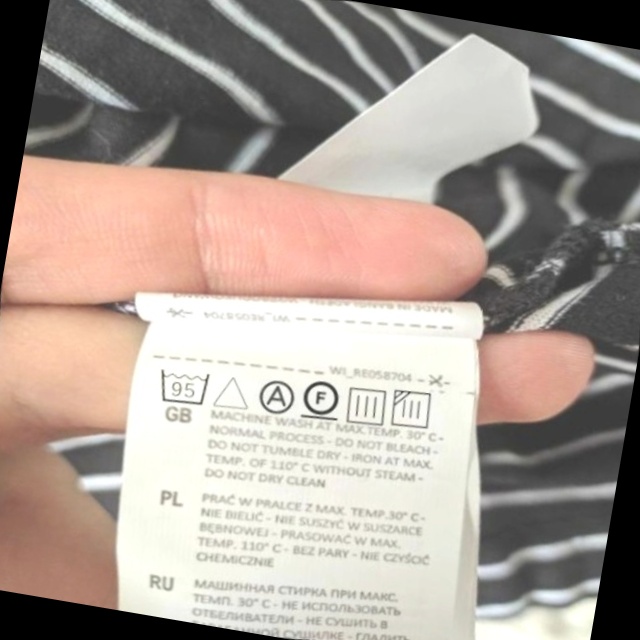 WI_RE058704
95 A F
GB MACHINE WASH AT MAX.TEMP. 30° C -
NORMAL PROCESS - DO NOT BLEACH -
DO NOT TUMBLE DRY - IRON AT MAX.
TEMP. OF 110° C WITHOUT STEAM -
DO NOT DRY CLEAN
PL PRAĆ W PRALCE Z MAX. TEMP.30° C -
NIE BIELIĆ - NIE SUSZYĆ W SUSZARCE
BĘBNOWEJ - PRASOWAĆ W MAX.
TEMP. 110° C - BEZ PARY - NIE CZYŚCIĆ
CHEMICZNIE
RU МАШИННАЯ СТИРКА ПРИ МАКС.
ТЕМП. 30° C - НЕ ИСПОЛЬЗОВАТЬ
ОТБЕЛИВАТЕЛИ - НЕ СУШИТЬ В
СУШИЛКЕ - ГЛАДИТЬ